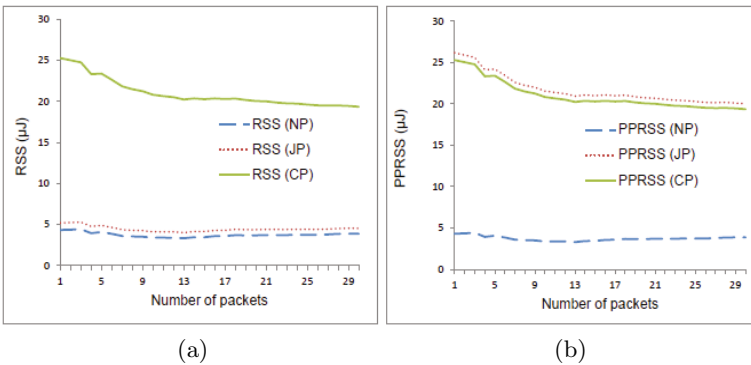 30
25
20
15
10
5
0
RSS (µJ)
RSS (NP)
RSS (JP)
RSS (CP)
1 5 9 13 17 21 25 29
Number of packets
(a)
30
25
20
15
10
5
0
PPRSS (µJ)
PPRSS (NP)
PPRSS (JP)
PPRSS (CP)
1 5 9 13 17 21 25 29
Number of packets
(b)